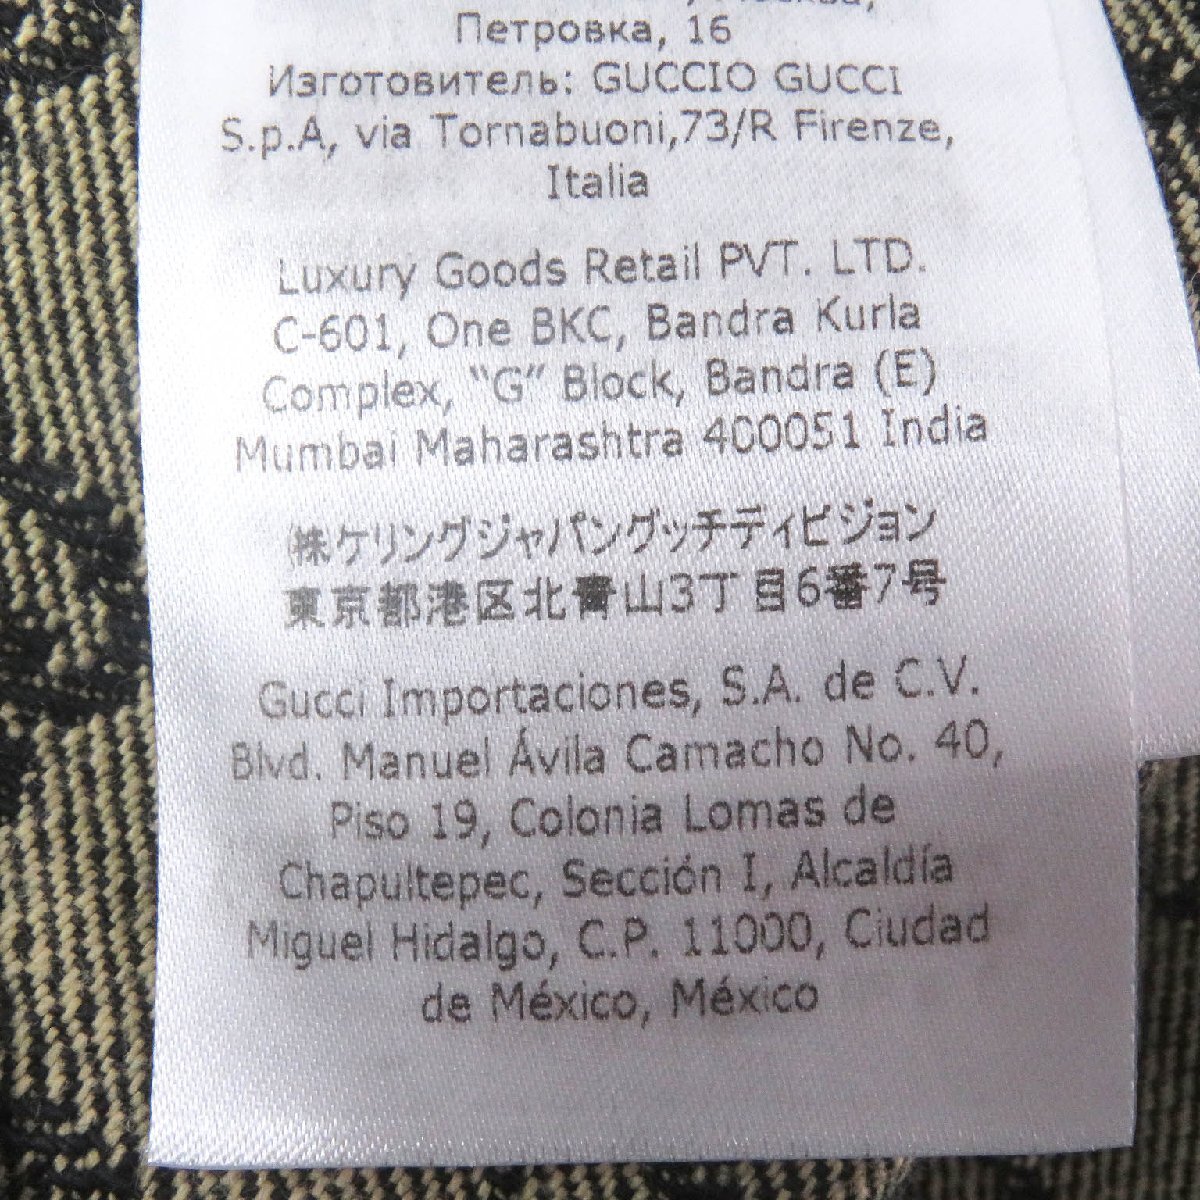 Петровка, 16
Изготовитель: GUCCIO GUCCI
S.p.A, via Tornabuoni,73/R Firenze,
Italia
Luxury Goods Retail PVT. LTD.
C-601, One BKC, Bandra Kurla
Complex, "G" Block, Bandra (E)
Mumbai Maharashtra 400051 India
㈱ケリングジャパングッチディビジョン
東京都港区北青山3丁目6番7号
Gucci Importaciones, S.A. de C.V.
Blvd. Manuel Ávila Camacho No. 40,
Piso 19, Colonia Lomas de
Chapultepec, Sección I, Alcaldía
Miguel Hidalgo, C.P. 11000, Ciudad
de México, México